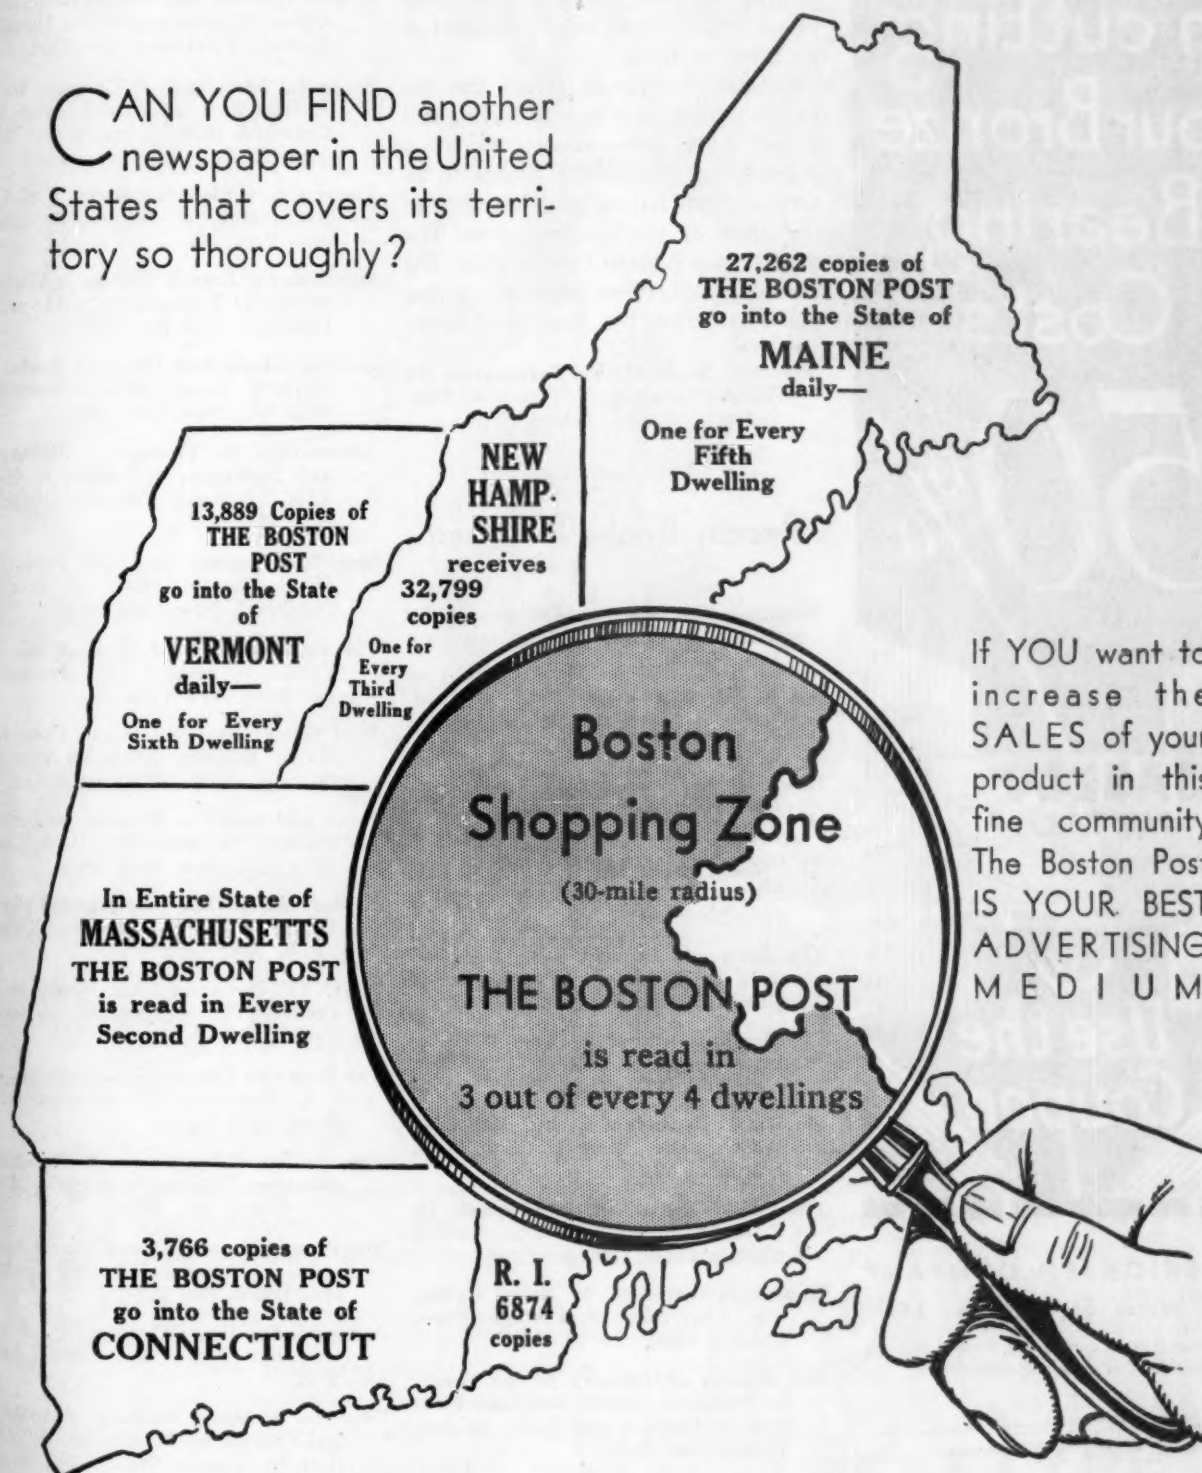 CAN YOU FIND another
newspaper in the United
States that covers its terri-
tory so thoroughly?
27,262 copies of
THE BOSTON POST
go into the State of
MAINE
daily—
One for Every
Fifth
Dwelling
NEW
HAMP-
SHIRE
receives
32,799
copies
One for
Every
Third
Dwelling
13,889 Copies of
THE BOSTON
POST
go into the State
of
VERMONT
daily—
One for Every
Sixth Dwelling
If YOU want to
increase the
SALES of your
product in this
fine community
The Boston Post
IS YOUR BEST
ADVERTISING
MEDIUM
Boston
Shopping Zone
(30-mile radius)
THE BOSTON POST
is read in
3 out of every 4 dwellings
In Entire State of
MASSACHUSETTS
THE BOSTON POST
is read in Every
Second Dwelling
3,766 copies of
THE BOSTON POST
go into the State of
CONNECTICUT
R. I.
6874
copies